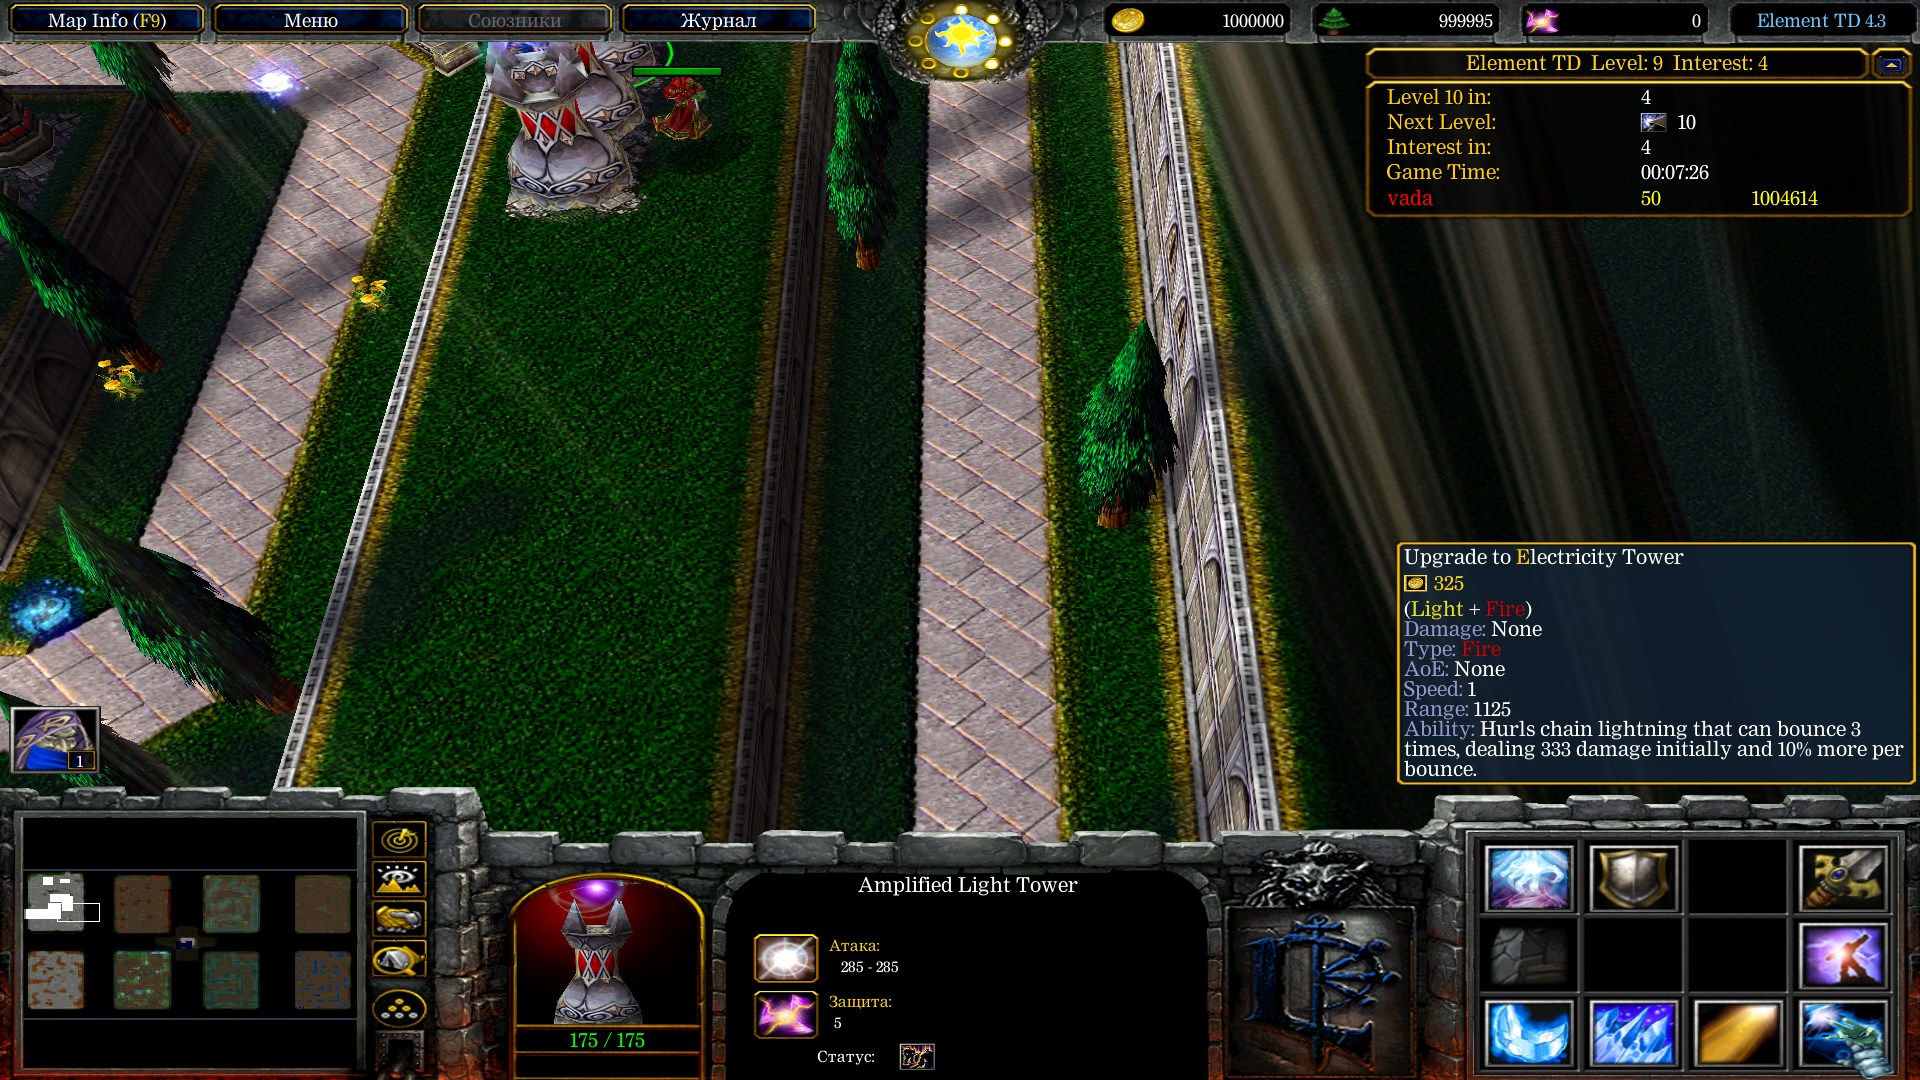 Map Info (F9)
Меню
Союзники
Журнал
1000000
999995
0
Element TD 4.3
Element TD Level: 9 Interest: 4
Level 10 in: 4
Next Level: 10
Interest in: 4
Game Time: 00:07:26
vada 50 1004614
Upgrade to Electricity Tower
325
(Light + Fire)
Damage: None
Type: Fire
AoE: None
Speed: 1
Range: 1125
Ability: Hurls chain lightning that can bounce 3
times, dealing 333 damage initially and 10% more per
bounce.
1
Amplified Light Tower
Атака:
285 - 285
Защита:
5
Статус:
175 / 175